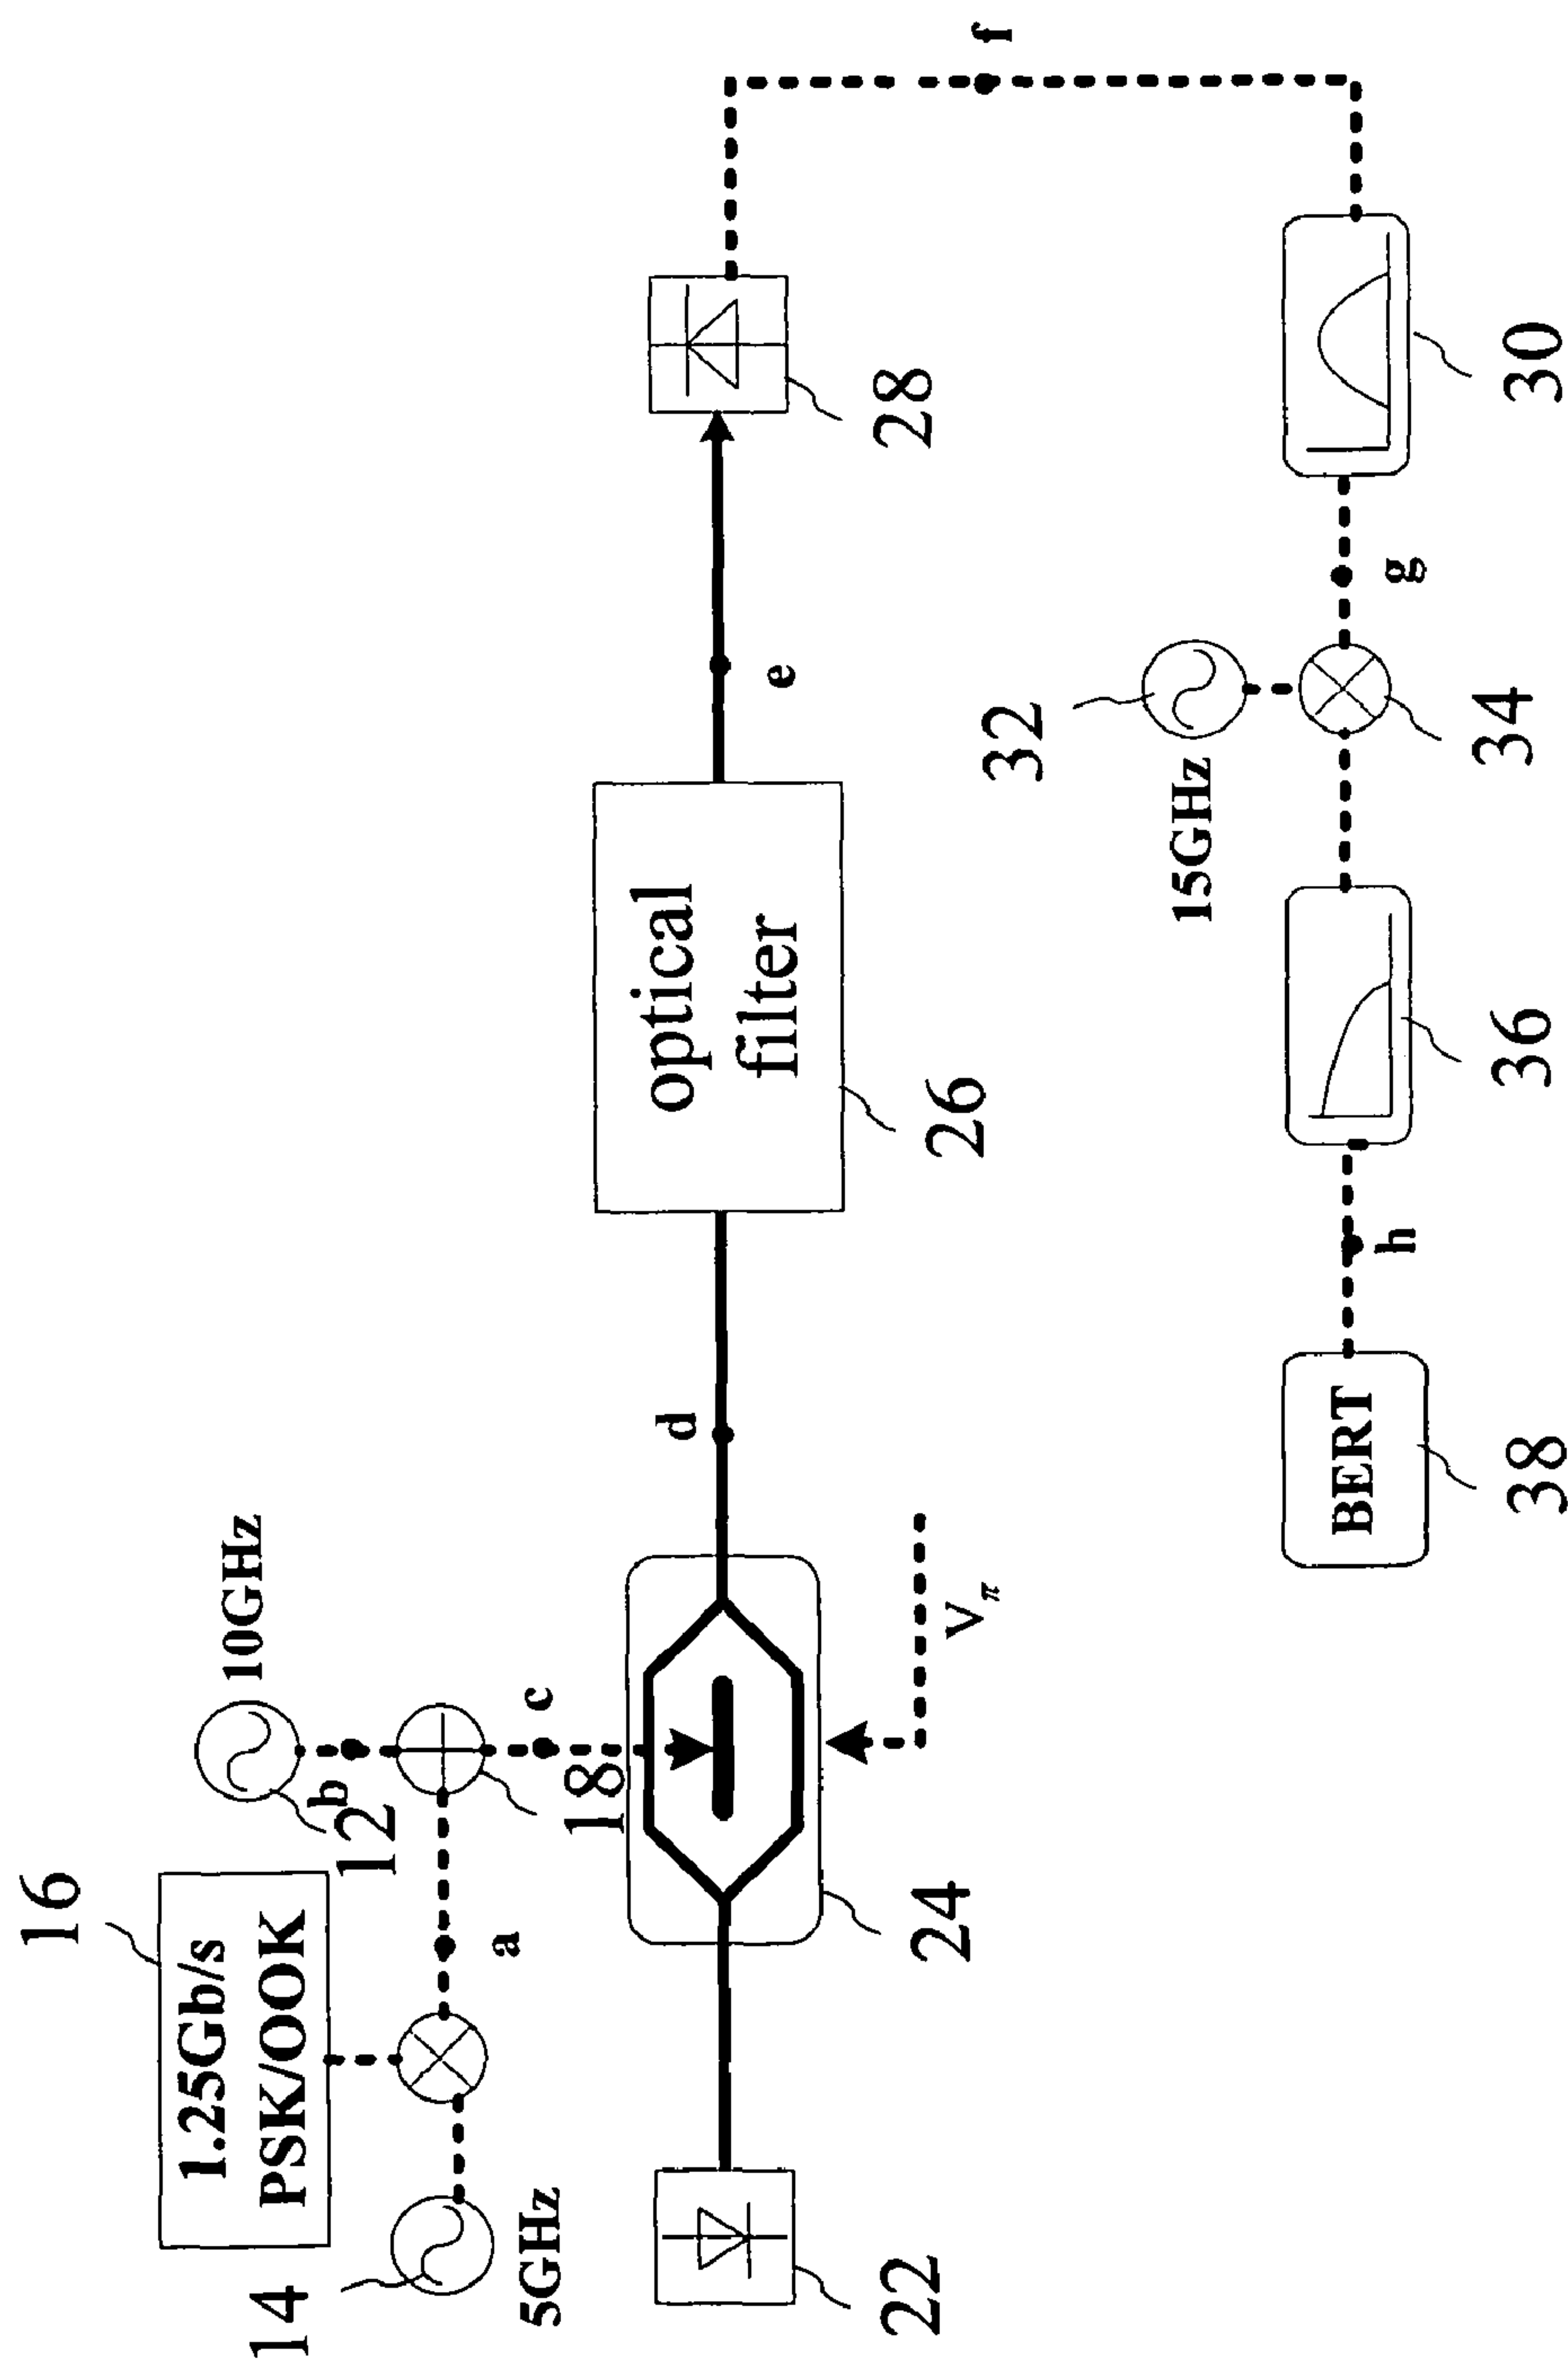 16
1.25Gb/s
PSK/OOK
14
5GHz
10GHz
b
12
a
18
c
22
24
Vπ
d
optical
filter
26
e
28
f
BERT
38
h
36
15GHz
32
34
g
30